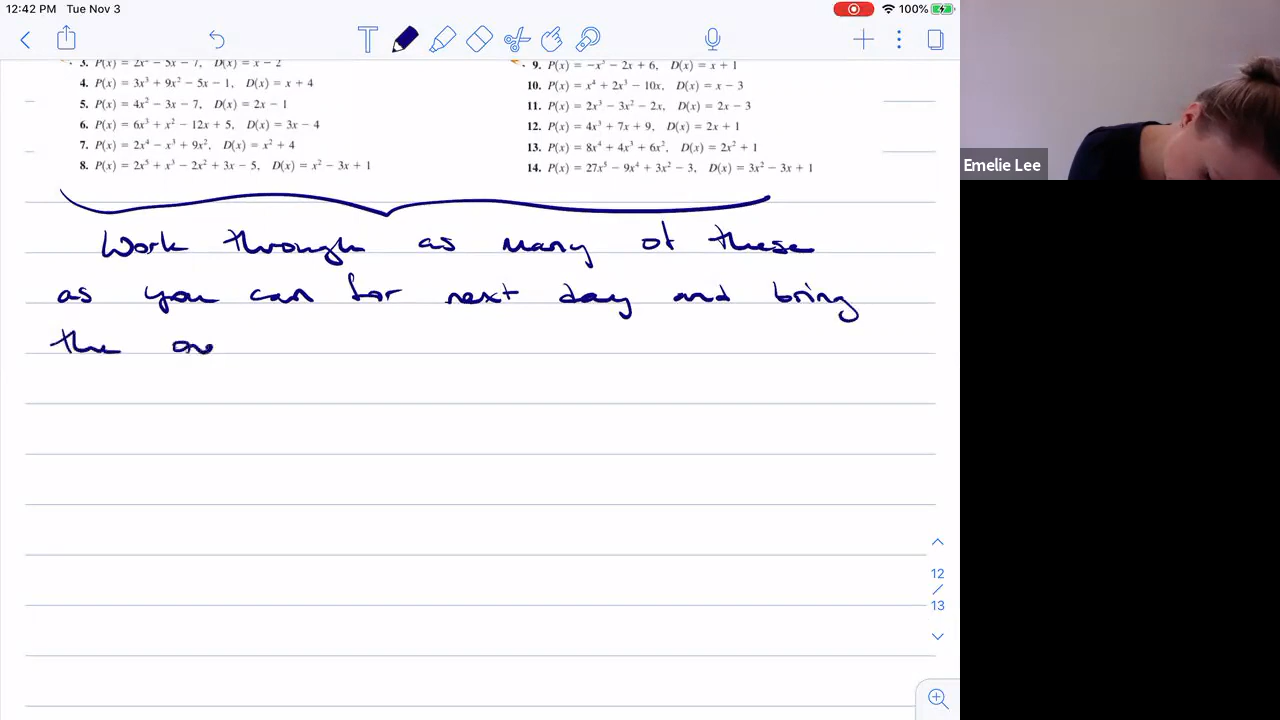 12:42 PM Tue Nov 3
100%
3. P(x) = 2x² − 5x − 7, D(x) = x − 2
4. P(x) = 3x³ + 9x² − 5x − 1, D(x) = x + 4
5. P(x) = 4x² − 3x − 7, D(x) = 2x − 1
6. P(x) = 6x³ + x² − 12x + 5, D(x) = 3x − 4
7. P(x) = 2x⁴ − x³ + 9x², D(x) = x² + 4
8. P(x) = 2x⁵ + x³ − 2x² + 3x − 5, D(x) = x² − 3x + 1
9. P(x) = −x³ − 2x + 6, D(x) = x + 1
10. P(x) = x⁴ + 2x³ − 10x, D(x) = x − 3
11. P(x) = 2x³ − 3x² − 2x, D(x) = 2x − 3
12. P(x) = 4x³ + 7x + 9, D(x) = 2x + 1
13. P(x) = 8x⁴ + 4x³ + 6x², D(x) = 2x² + 1
14. P(x) = 27x⁵ − 9x⁴ + 3x² − 3, D(x) = 3x² − 3x + 1
Work through as many of these
as you can for next day and bring
the
12
/
13
Emelie Lee